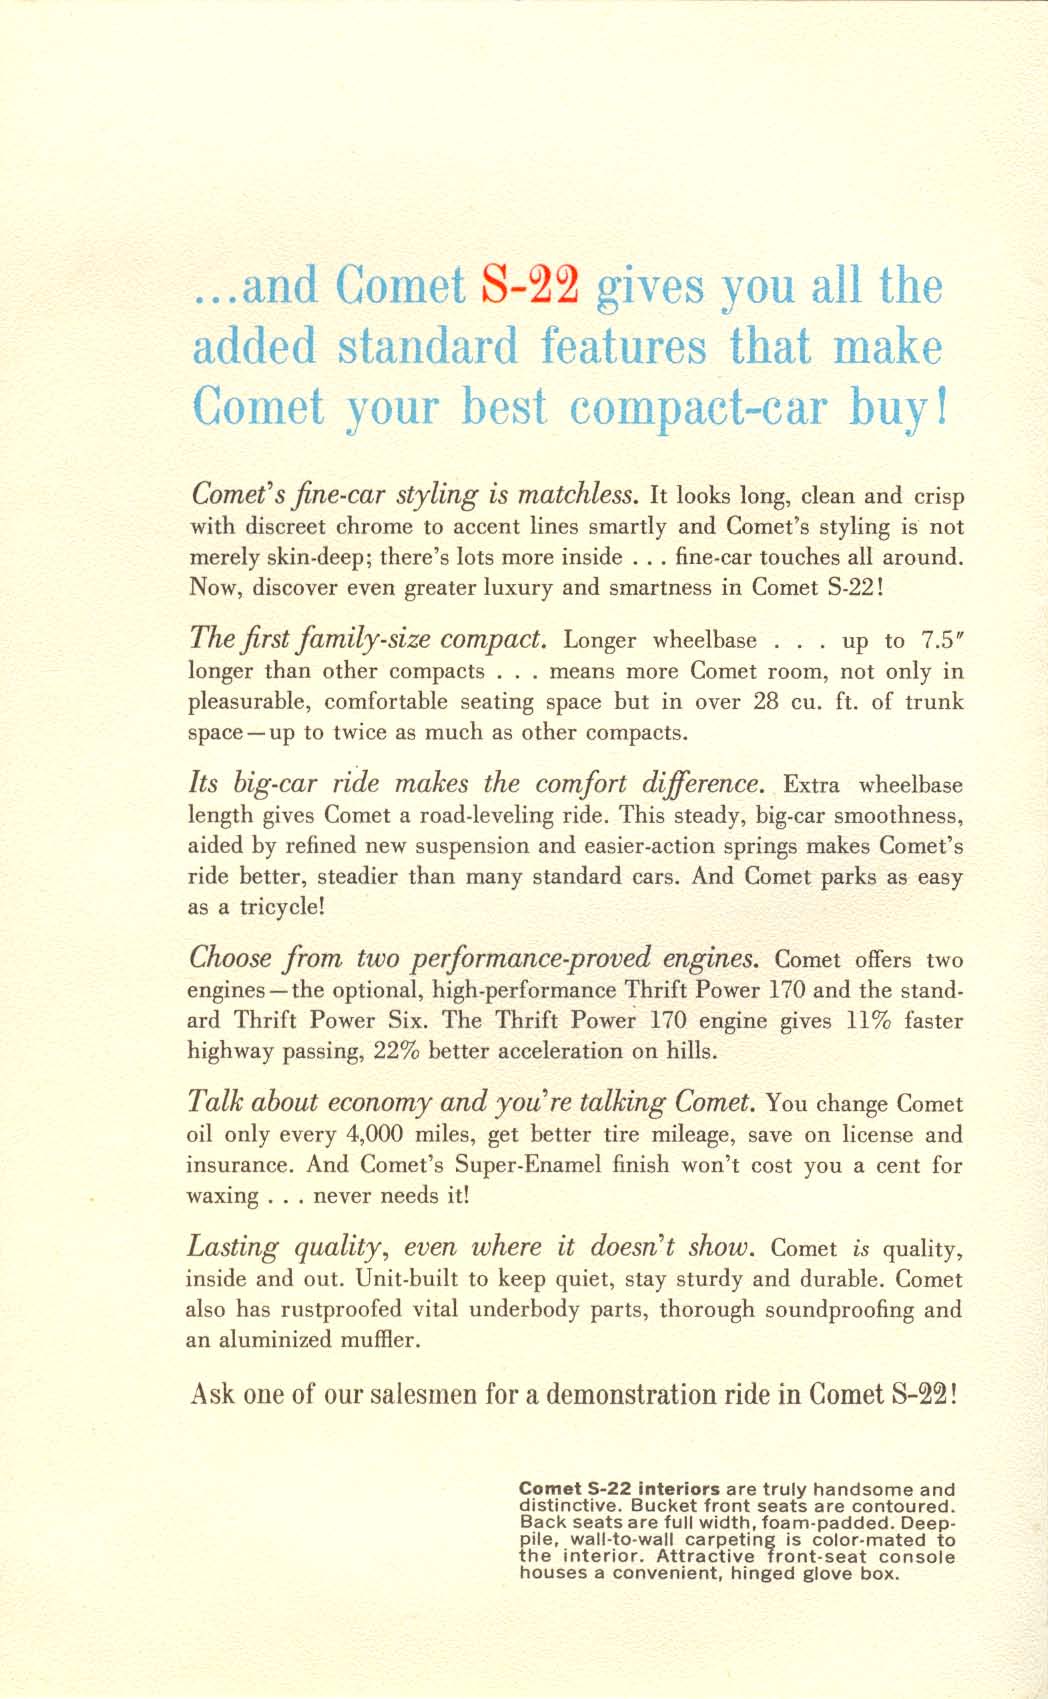 ...and Comet S-22 gives you all the
added standard features that make
Comet your best compact-car buy!
Comet's fine-car styling is matchless. It looks long, clean and crisp
with discreet chrome to accent lines smartly and Comet's styling is not
merely skin-deep; there's lots more inside . . . fine-car touches all around.
Now, discover even greater luxury and smartness in Comet S-22!
The first family-size compact. Longer wheelbase . . . up to 7.5″
longer than other compacts . . . means more Comet room, not only in
pleasurable, comfortable seating space but in over 28 cu. ft. of trunk
space—up to twice as much as other compacts.
Its big-car ride makes the comfort difference. Extra wheelbase
length gives Comet a road-leveling ride. This steady, big-car smoothness,
aided by refined new suspension and easier-action springs makes Comet's
ride better, steadier than many standard cars. And Comet parks as easy
as a tricycle!
Choose from two performance-proved engines. Comet offers two
engines—the optional, high-performance Thrift Power 170 and the stand-
ard Thrift Power Six. The Thrift Power 170 engine gives 11% faster
highway passing, 22% better acceleration on hills.
Talk about economy and you're talking Comet. You change Comet
oil only every 4,000 miles, get better tire mileage, save on license and
insurance. And Comet's Super-Enamel finish won't cost you a cent for
waxing . . . never needs it!
Lasting quality, even where it doesn't show. Comet is quality,
inside and out. Unit-built to keep quiet, stay sturdy and durable. Comet
also has rustproofed vital underbody parts, thorough soundproofing and
an aluminized muffler.
Ask one of our salesmen for a demonstration ride in Comet S-22!
Comet S-22 interiors are truly handsome and
distinctive. Bucket front seats are contoured.
Back seats are full width, foam-padded. Deep-
pile, wall-to-wall carpeting is color-mated to
the interior. Attractive front-seat console
houses a convenient, hinged glove box.